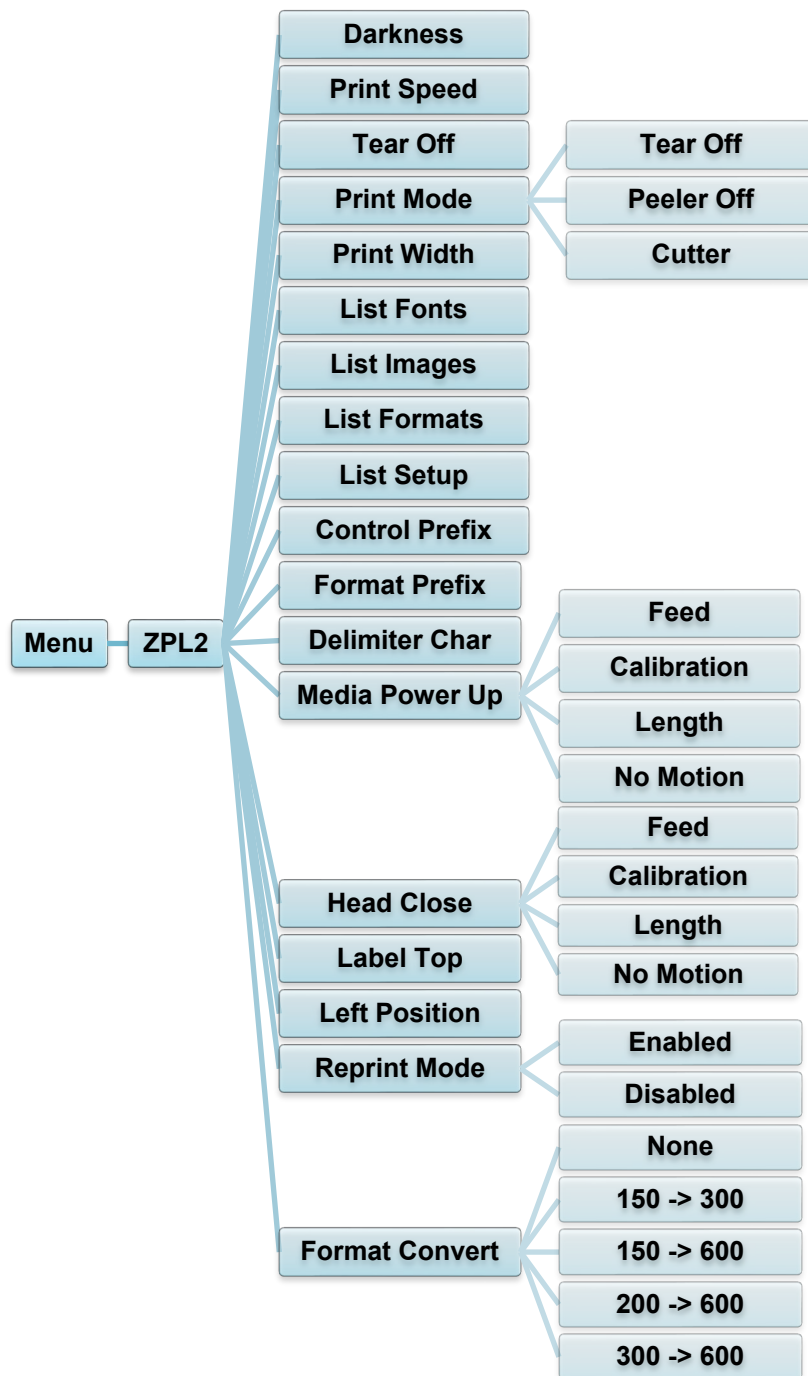 Menu
ZPL2
Darkness
Print Speed
Tear Off
Print Mode
Tear Off
Peeler Off
Cutter
Print Width
List Fonts
List Images
List Formats
List Setup
Control Prefix
Format Prefix
Delimiter Char
Media Power Up
Feed
Calibration
Length
No Motion
Head Close
Feed
Calibration
Length
No Motion
Label Top
Left Position
Reprint Mode
Enabled
Disabled
Format Convert
None
150 -> 300
150 -> 600
200 -> 600
300 -> 600